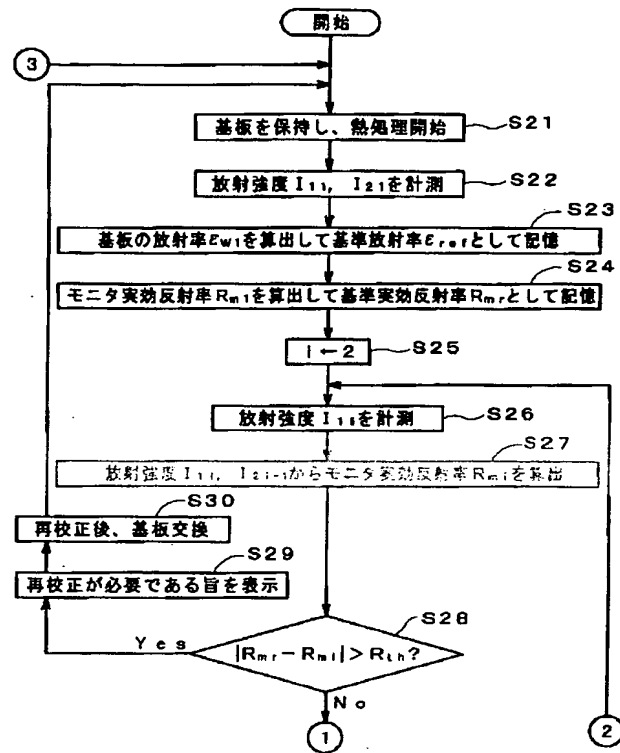 開始
3
基板を保持し、熱処理開始
S21
放射強度I₁₁, I₂₁を計測
S22
S23
基板の放射率εw₁を算出して基準放射率εrefとして記憶
S24
モニタ実効反射率Rm₁を算出して基準実効反射率Rmrとして記憶
i←2
S25
放射強度I₁ᵢを計測
S26
S27
放射強度I₁ᵢ, I₂ᵢ₋₁からモニタ実効反射率Rmiを算出
S30
再校正後、基板交換
S29
再校正が必要である旨を表示
S28
Yes
|Rmr−Rmi|>Rth?
No
1
2